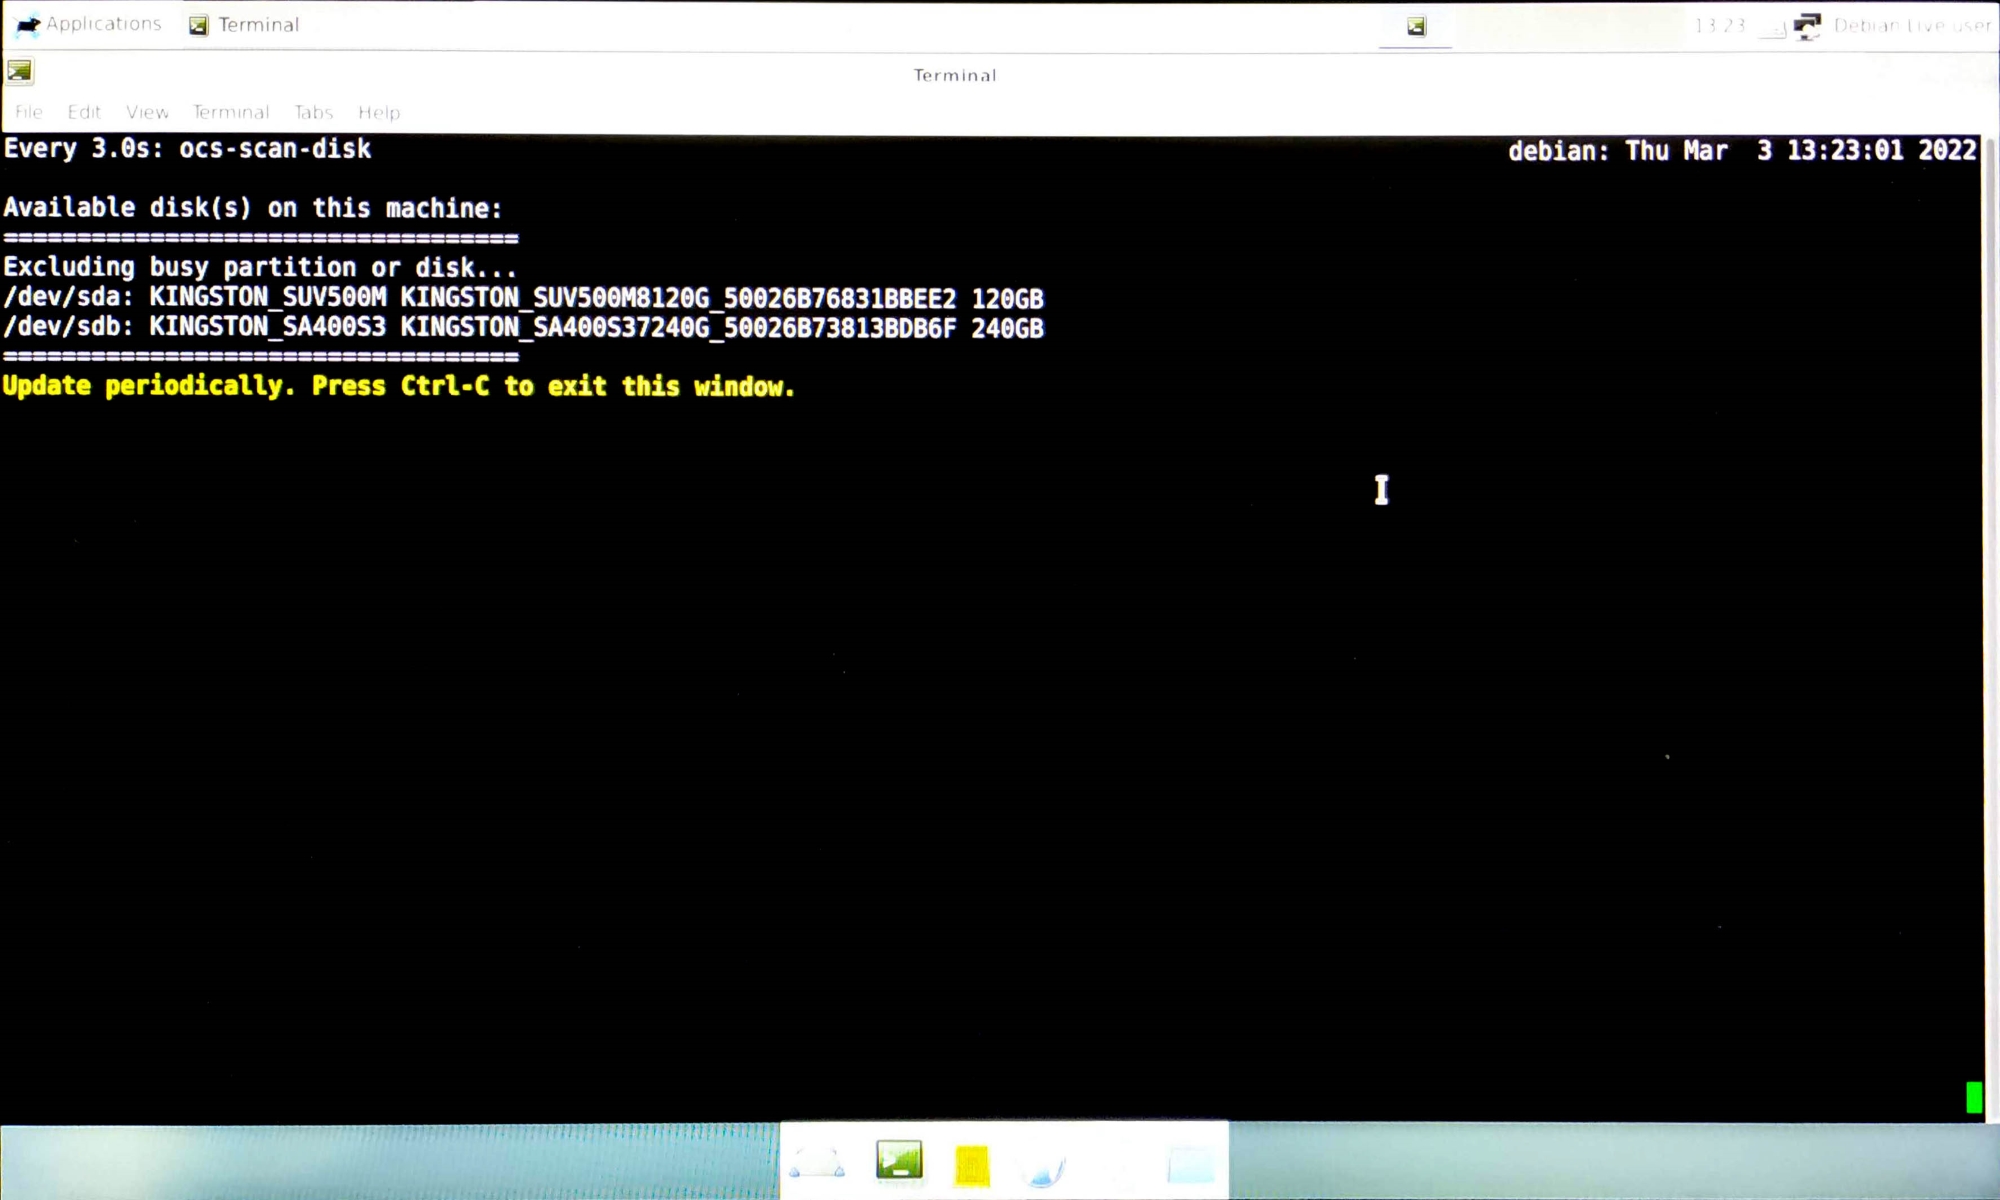 Applications Terminal 13:23 Debian Live user
Terminal
File Edit View Terminal Tabs Help
Every 3.0s: ocs-scan-disk debian: Thu Mar  3 13:23:01 2022
Available disk(s) on this machine:
===================================
Excluding busy partition or disk...
/dev/sda: KINGSTON_SUV500M KINGSTON_SUV500M8120G_50026B76831BBEE2 120GB
/dev/sdb: KINGSTON_SA400S3 KINGSTON_SA400S37240G_50026B73813BDB6F 240GB
===================================
Update periodically. Press Ctrl-C to exit this window.